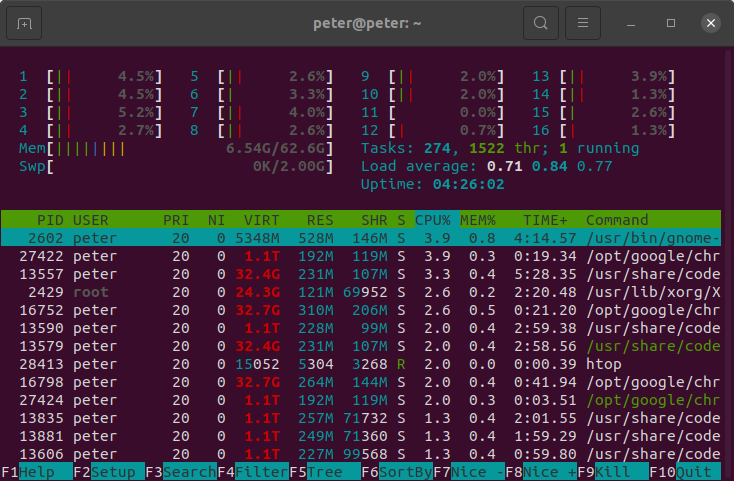 peter@peter: ~
1 [|| 4.5%] 5 [|| 2.6%] 9 [|| 2.0%] 13 [|| 3.9%]
2 [|| 4.5%] 6 [| 3.3%] 10 [|| 2.0%] 14 [|| 1.3%]
3 [|| 5.2%] 7 [|| 4.0%] 11 [ 0.0%] 15 [| 2.6%]
4 [|| 2.7%] 8 [|| 2.6%] 12 [| 0.7%] 16 [| 1.3%]
Mem[|||||||| 6.54G/62.6G] Tasks: 274, 1522 thr; 1 running
Swp[ 0K/2.00G] Load average: 0.71 0.84 0.77
Uptime: 04:26:02
PID USER PRI NI VIRT RES SHR S CPU% MEM% TIME+ Command
2602 peter 20 0 5348M 528M 146M S 3.9 0.8 4:14.57 /usr/bin/gnome-
27422 peter 20 0 1.1T 192M 119M S 3.9 0.3 0:19.34 /opt/google/chr
13557 peter 20 0 32.4G 231M 107M S 3.3 0.4 5:28.35 /usr/share/code
2429 root 20 0 24.3G 121M 69952 S 2.6 0.2 2:20.48 /usr/lib/xorg/X
16752 peter 20 0 32.7G 310M 206M S 2.6 0.5 0:21.20 /opt/google/chr
13590 peter 20 0 1.1T 228M 99M S 2.0 0.4 2:59.38 /usr/share/code
13579 peter 20 0 32.4G 231M 107M S 2.0 0.4 2:58.56 /usr/share/code
28413 peter 20 0 15052 5304 3268 R 2.0 0.0 0:00.39 htop
16798 peter 20 0 32.7G 264M 144M S 2.0 0.4 0:41.94 /opt/google/chr
27424 peter 20 0 1.1T 192M 119M S 2.0 0.3 0:03.51 /opt/google/chr
13835 peter 20 0 1.1T 257M 71732 S 1.3 0.4 2:01.55 /usr/share/code
13881 peter 20 0 1.1T 249M 71360 S 1.3 0.4 1:59.29 /usr/share/code
13606 peter 20 0 1.1T 227M 99568 S 1.3 0.4 0:59.80 /usr/share/code
F1Help F2Setup F3SearchF4FilterF5Tree F6SortByF7Nice -F8Nice +F9Kill F10Quit